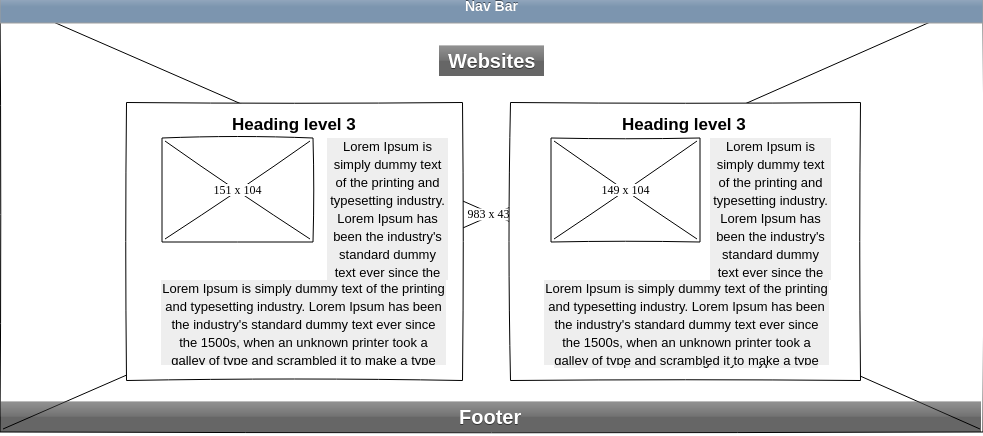 Nav Bar
Websites
Heading level 3
151 x 104
Lorem Ipsum is
simply dummy text
of the printing and
typesetting industry.
Lorem Ipsum has
been the industry's
standard dummy
text ever since the
Lorem Ipsum is simply dummy text of the printing
and typesetting industry. Lorem Ipsum has been
the industry's standard dummy text ever since
the 1500s, when an unknown printer took a
galley of type and scrambled it to make a type
983 x 43
Heading level 3
149 x 104
Lorem Ipsum is
simply dummy text
of the printing and
typesetting industry.
Lorem Ipsum has
been the industry's
standard dummy
text ever since the
Lorem Ipsum is simply dummy text of the printing
and typesetting industry. Lorem Ipsum has been
the industry's standard dummy text ever since
the 1500s, when an unknown printer took a
galley of type and scrambled it to make a type
Footer